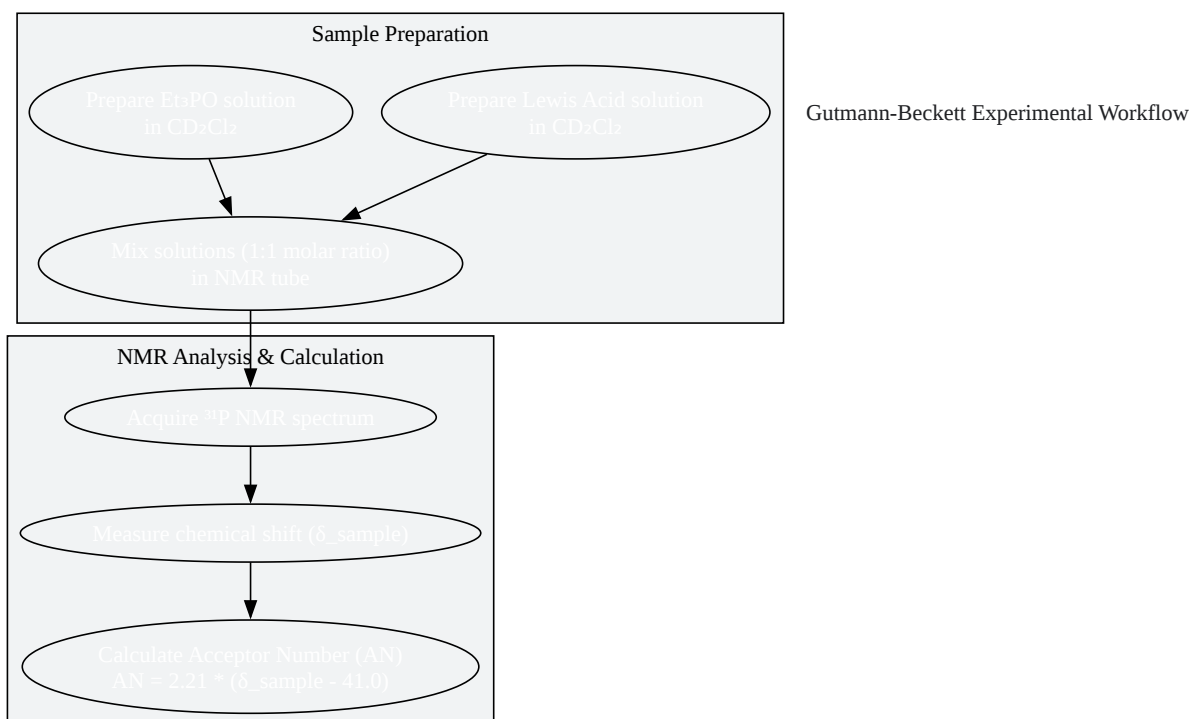 Sample Preparation
Prepare Et₃PO solution
in CD₂Cl₂
Prepare Lewis Acid solution
in CD₂Cl₂
Gutmann-Beckett Experimental Workflow
Mix solutions (1:1 molar ratio)
in NMR tube
NMR Analysis & Calculation
Acquire ³¹P NMR spectrum
Measure chemical shift (δ_sample)
Calculate Acceptor Number (AN)
AN = 2.21 * (δ_sample - 41.0)